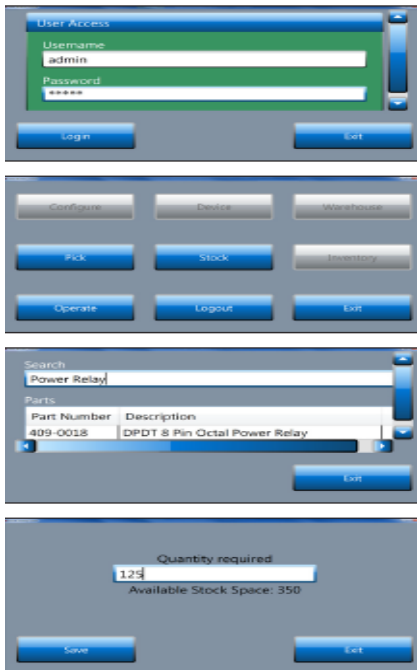 User Access
Username
admin
Password
*****
Login Exit
Configure Device Warehouse
Pick Stock Inventory
Operate Logout Exit
Search
Power Relay
Parts
Part Number Description
409-0018 DPDT 8 Pin Octal Power Relay
Exit
Quantity required
125
Available Stock Space: 350
Save Exit